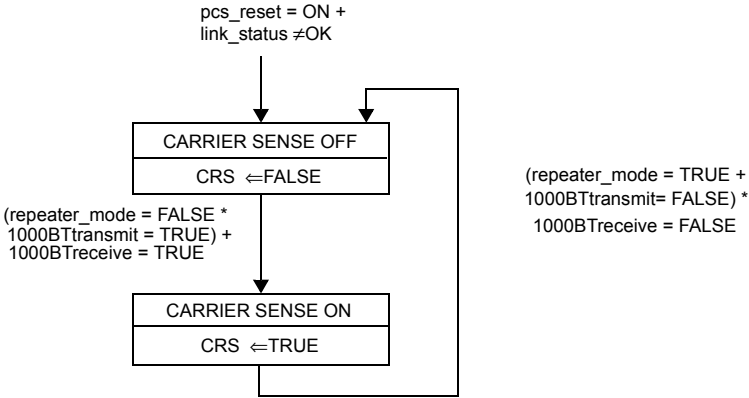 pcs_reset = ON +
link_status ≠OK
CARRIER SENSE OFF
CRS ⇐FALSE
(repeater_mode = FALSE *
1000BTtransmit = TRUE) +
1000BTreceive = TRUE
(repeater_mode = TRUE +
1000BTtransmit= FALSE) *
1000BTreceive = FALSE
CARRIER SENSE ON
CRS ⇐TRUE